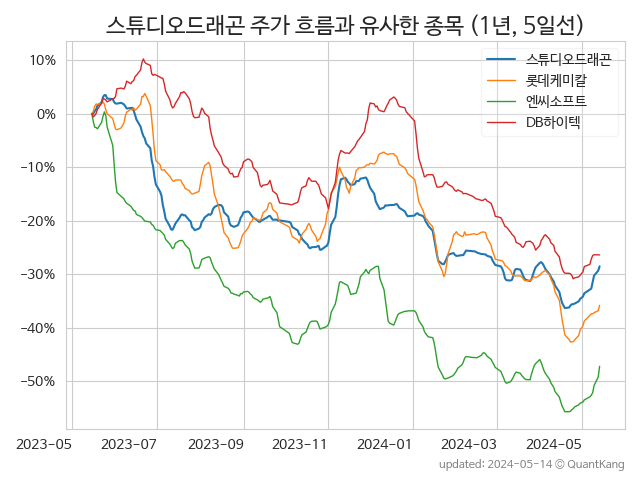 스튜디오드래곤 주가 흐름과 유사한 종목 (1년, 5일선)
스튜디오드래곤
롯데케미칼
엔씨소프트
DB하이텍
10%
0%
−10%
−20%
−30%
−40%
−50%
2023-05 2023-07 2023-09 2023-11 2024-01 2024-03 2024-05
updated: 2024-05-14 © QuantKang